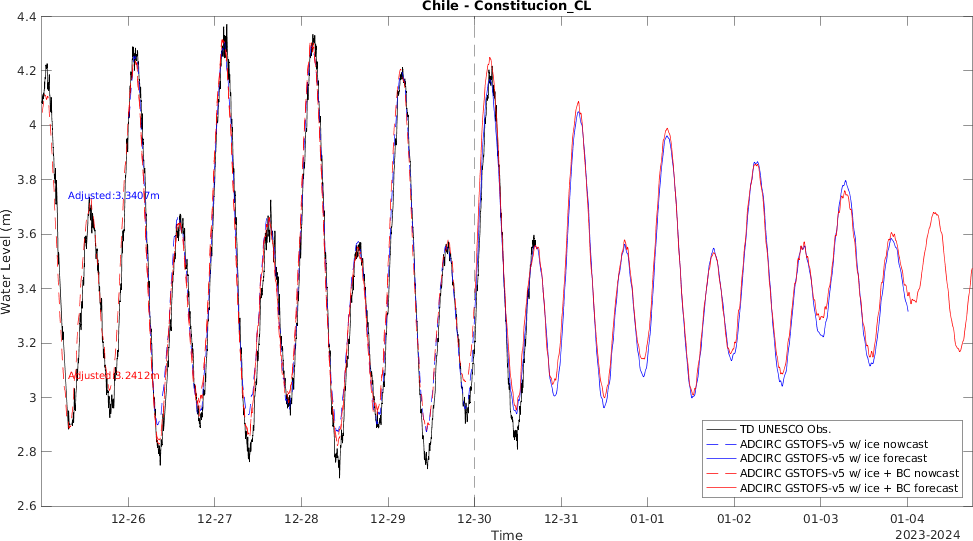 Chile - Constitucion_CL
4.4
4.2
4
3.8
3.6
3.4
3.2
3
2.8
2.6
Water Level (m)
Adjusted:3.3407m
Adjusted:3.2412m
TD UNESCO Obs.
ADCIRC GSTOFS-v5 w/ ice nowcast
ADCIRC GSTOFS-v5 w/ ice forecast
ADCIRC GSTOFS-v5 w/ ice + BC nowcast
ADCIRC GSTOFS-v5 w/ ice + BC forecast
12-26 12-27 12-28 12-29 12-30 12-31 01-01 01-02 01-03 01-04
Time
2023-2024